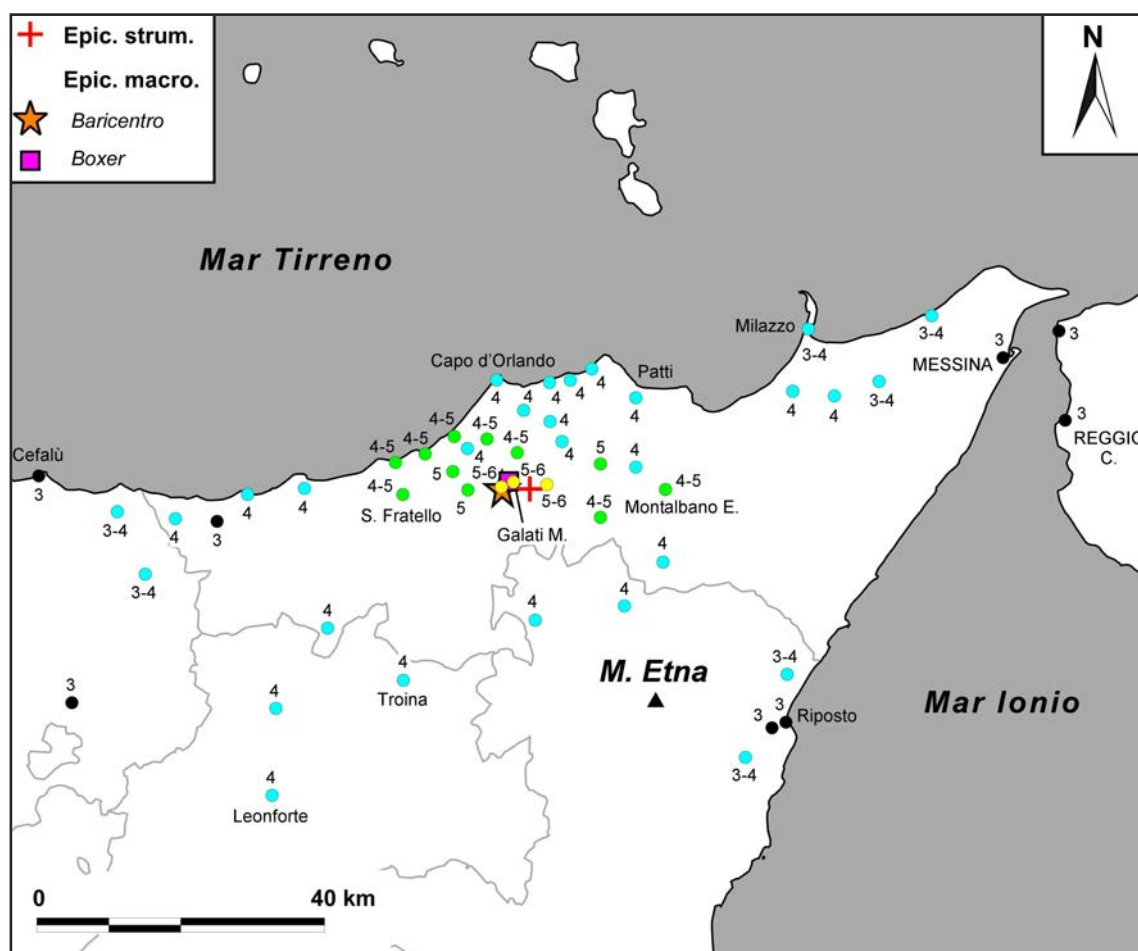 Epic. strum.
Epic. macro.
Baricentro
Boxer
N
Mar Tirreno
Milazzo
3-4
3-4
3
3
MESSINA
Capo d'Orlando
Patti
4
4
4
4
4
4
4
4
3-4
4-5
4-5
4
4
3
REGGIO
C.
Cefalù
3
4-5
4-5
4
4-5
5
5-6
5-6
5
4
4-5
4-5
S. Fratello
5
5-6
4-5
Montalbano E.
Galati M.
4
4
3-4
4
3
4
3-4
4
4
4
3-4
M. Etna
4
Troina
3
4
3
3
Riposto
Mar Ionio
3-4
4
Leonforte
0
40 km